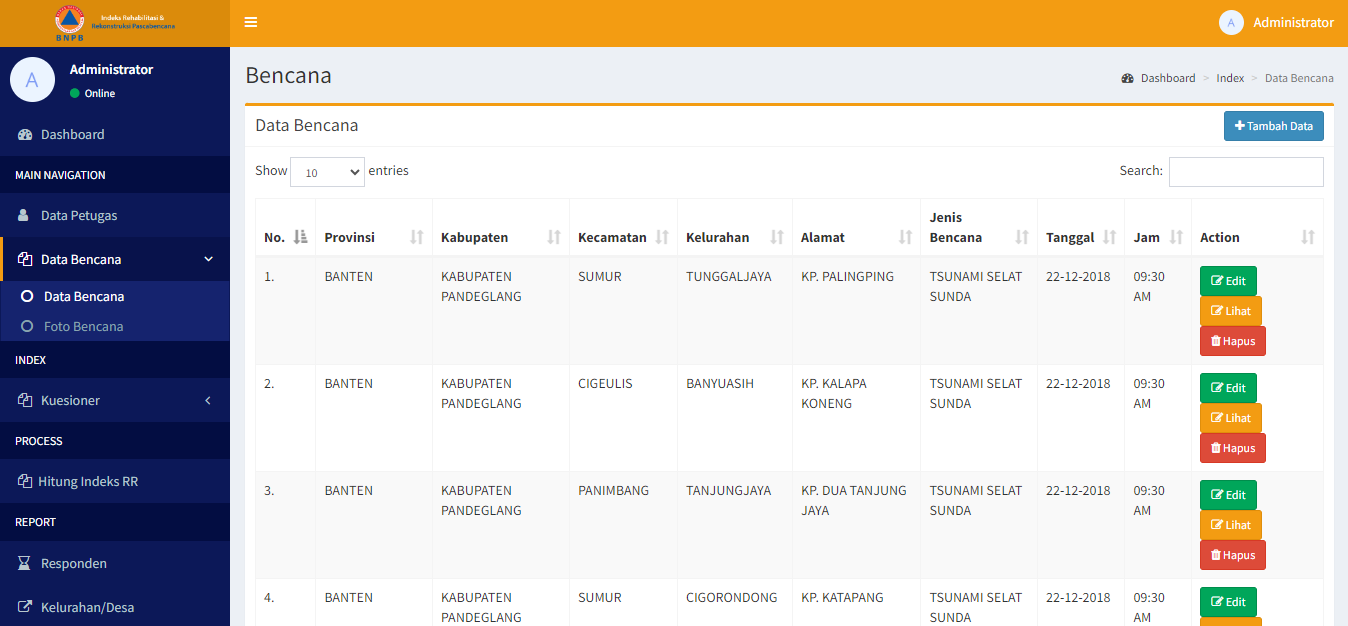 Indeks Rehabilitasi &
Rekonstruksi Pascabencana
BNPB
A Administrator
A
Administrator
Online
Dashboard
MAIN NAVIGATION
Data Petugas
Data Bencana
Data Bencana
Foto Bencana
INDEX
Kuesioner
PROCESS
Hitung Indeks RR
REPORT
Responden
Kelurahan/Desa
Bencana
Dashboard > Index > Data Bencana
Data Bencana
Tambah Data
Show 10 entries
Search:
No. Provinsi Kabupaten Kecamatan Kelurahan Alamat Jenis Bencana Tanggal Jam Action
1. BANTEN KABUPATEN SUMUR TUNGGALJAYA KP. PALINGPING TSUNAMI SELAT 22-12-2018 09:30 Edit
PANDEGLANG SUNDA AM
Lihat
Hapus
2. BANTEN KABUPATEN CIGEULIS BANYUASIH KP. KALAPA TSUNAMI SELAT 22-12-2018 09:30 Edit
PANDEGLANG KONENG SUNDA AM
Lihat
Hapus
3. BANTEN KABUPATEN PANIMBANG TANJUNGJAYA KP. DUA TANJUNG TSUNAMI SELAT 22-12-2018 09:30 Edit
PANDEGLANG JAYA SUNDA AM
Lihat
Hapus
4. BANTEN KABUPATEN SUMUR CIGORONDONG KP. KATAPANG TSUNAMI SELAT 22-12-2018 09:30 Edit
PANDEGLANG SUNDA AM